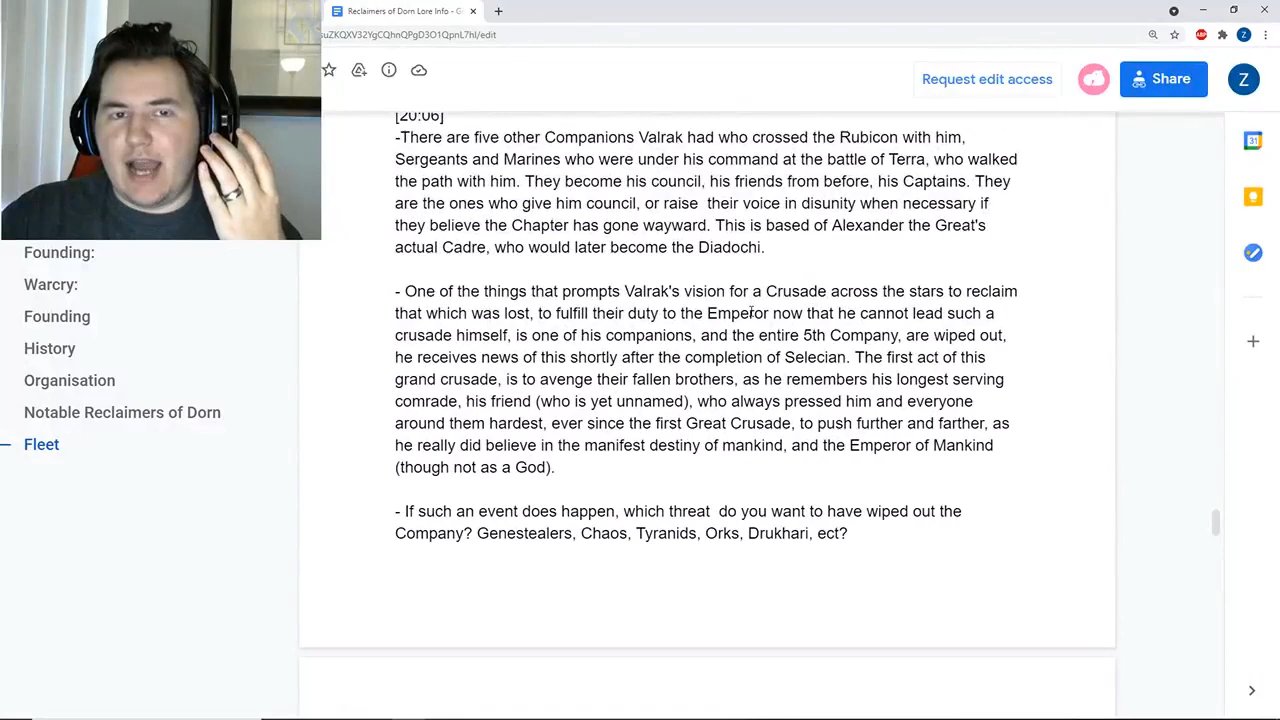 Reclaimers of Dorn Lore Info - G
suZKQXV32YgCQhnQPgD3O1QpnL7hI/edit
ABP
Z
Request edit access
Share
Z
31
[20:06]
-There are five other Companions Valrak had who crossed the Rubicon with him,
Sergeants and Marines who were under his command at the battle of Terra, who walked
the path with him. They become his council, his friends from before, his Captains. They
are the ones who give him council, or raise  their voice in disunity when necessary if
they believe the Chapter has gone wayward. This is based of Alexander the Great's
actual Cadre, who would later become the Diadochi.
- One of the things that prompts Valrak's vision for a Crusade across the stars to reclaim
that which was lost, to fulfill their duty to the Emperor now that he cannot lead such a
crusade himself, is one of his companions, and the entire 5th Company, are wiped out,
he receives news of this shortly after the completion of Selecian. The first act of this
grand crusade, is to avenge their fallen brothers, as he remembers his longest serving
comrade, his friend (who is yet unnamed), who always pressed him and everyone
around them hardest, ever since the first Great Crusade, to push further and farther, as
he really did believe in the manifest destiny of mankind, and the Emperor of Mankind
(though not as a God).
- If such an event does happen, which threat  do you want to have wiped out the
Company? Genestealers, Chaos, Tyranids, Orks, Drukhari, ect?
Founding:
Warcry:
Founding
History
Organisation
Notable Reclaimers of Dorn
Fleet